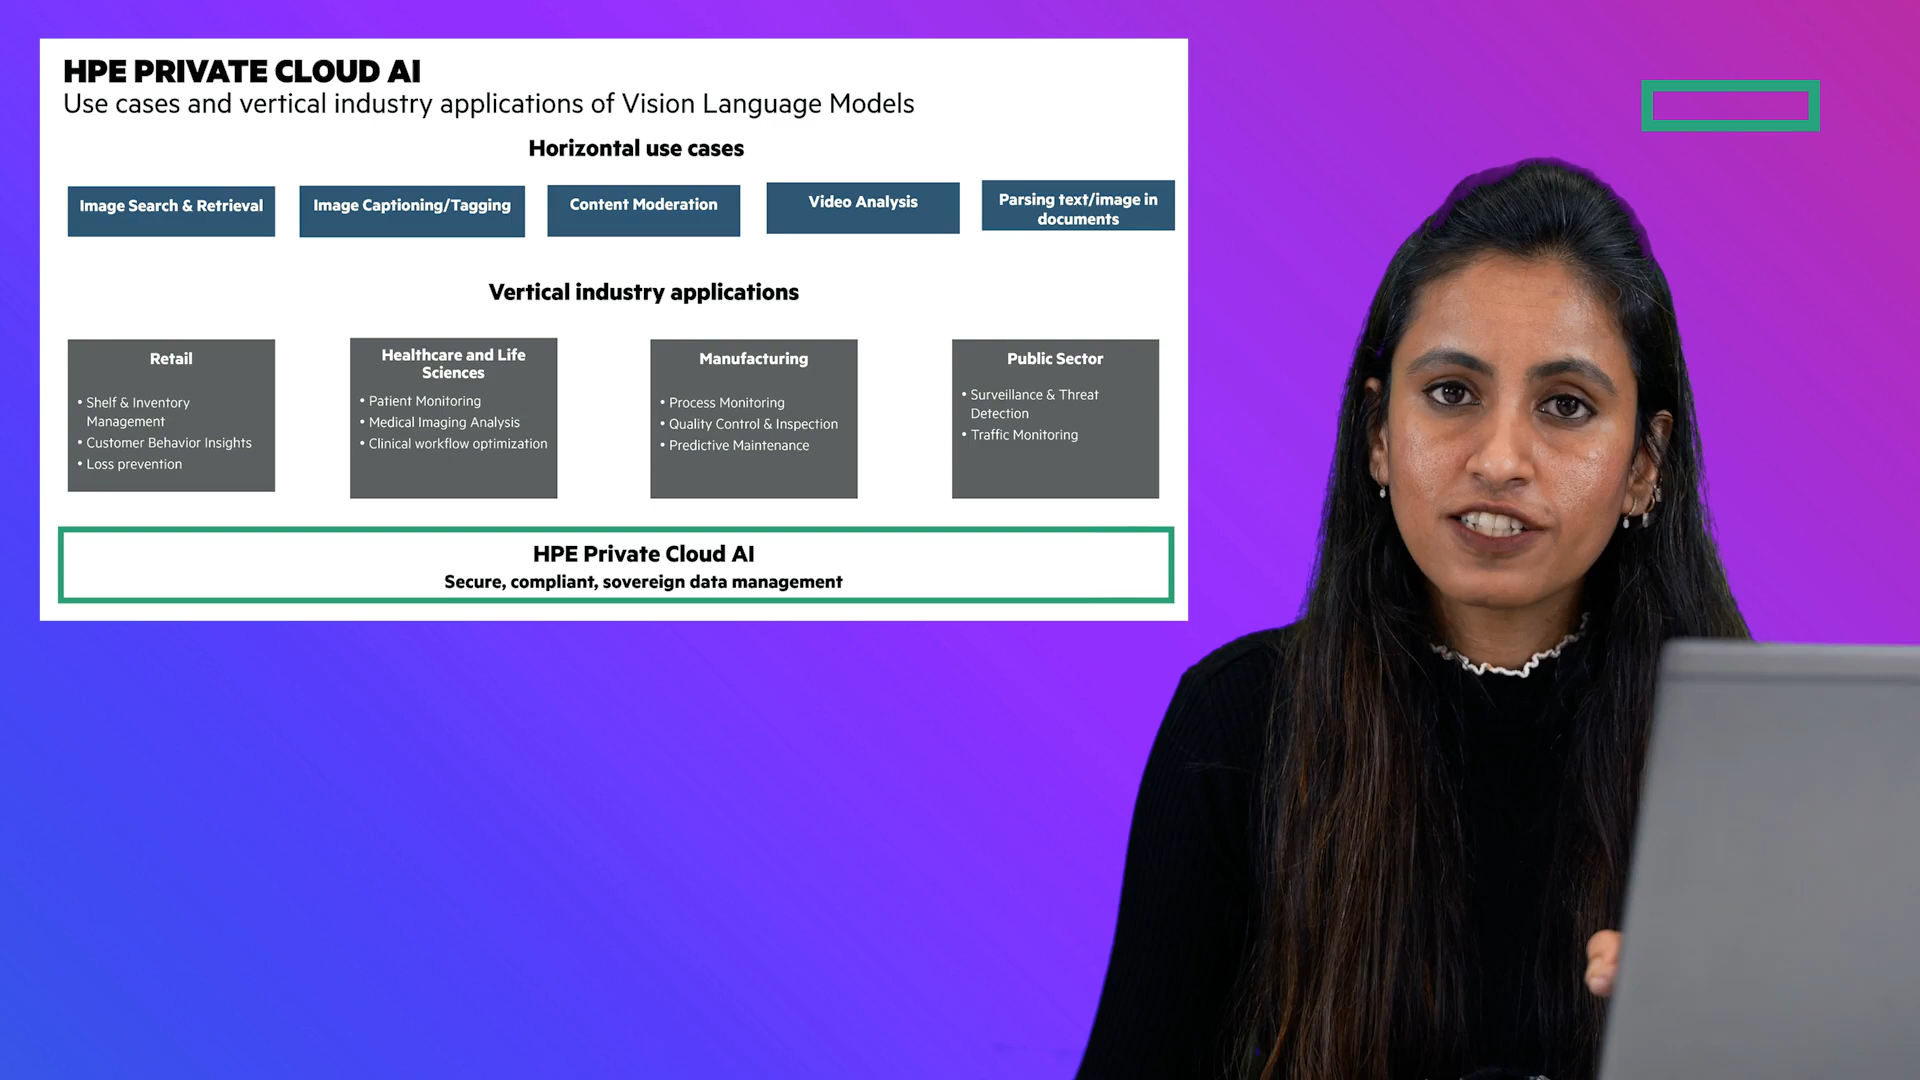 HPE PRIVATE CLOUD AI
Use cases and vertical industry applications of Vision Language Models
Horizontal use cases
Image Search & Retrieval
Image Captioning/Tagging
Content Moderation
Video Analysis
Parsing text/image in
documents
Vertical industry applications
Retail
• Shelf & Inventory
Management
• Customer Behavior Insights
• Loss prevention
Healthcare and Life
Sciences
• Patient Monitoring
• Medical Imaging Analysis
• Clinical workflow optimization
Manufacturing
• Process Monitoring
• Quality Control & Inspection
• Predictive Maintenance
Public Sector
• Surveillance & Threat
Detection
• Traffic Monitoring
HPE Private Cloud AI
Secure, compliant, sovereign data management